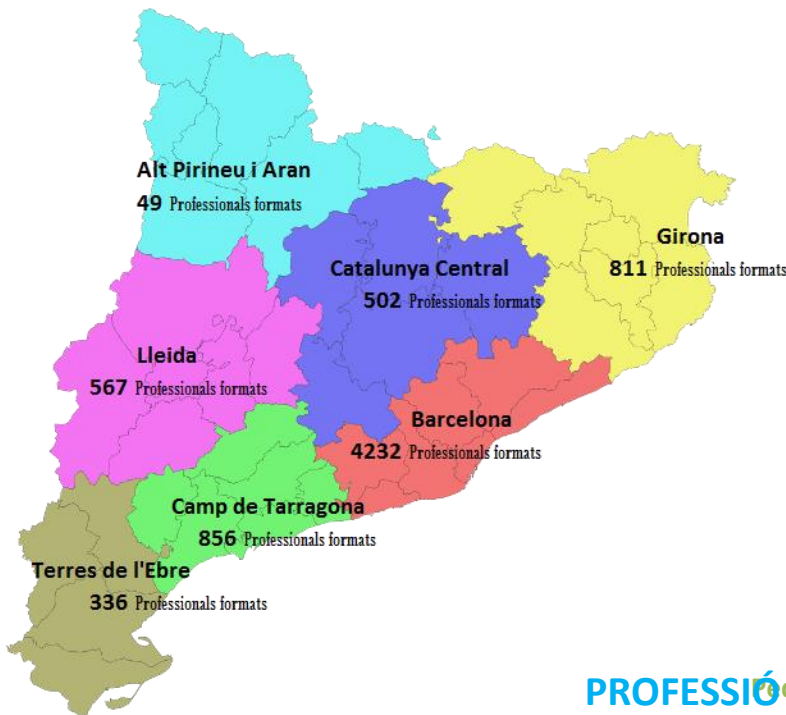 Alt Pirineu i Aran
49 Professionals formats
Girona
811 Professionals formats
Catalunya Central
502 Professionals formats
Lleida
567 Professionals formats
Barcelona
4232 Professionals formats
Camp de Tarragona
856 Professionals formats
Terres de l'Ebre
336 Professionals formats
PROFESSIÓ